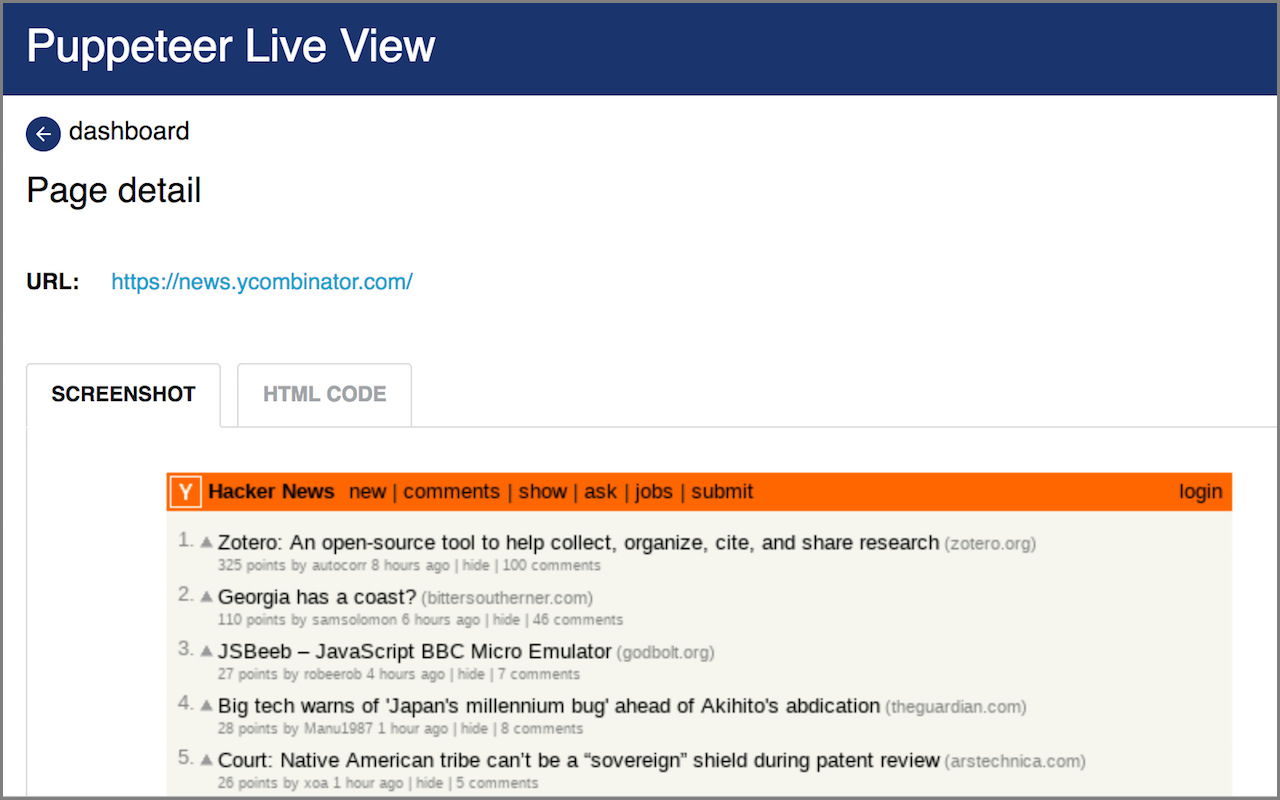 Puppeteer Live View
dashboard
Page detail
URL: https://news.ycombinator.com/
SCREENSHOT HTML CODE
Y Hacker News new | comments | show | ask | jobs | submit login
1. Zotero: An open-source tool to help collect, organize, cite, and share research (zotero.org)
325 points by autocorr 8 hours ago | hide | 100 comments
2. Georgia has a coast? (bittersoutherner.com)
110 points by samsolomon 6 hours ago | hide | 46 comments
3. JSBeeb – JavaScript BBC Micro Emulator (godbolt.org)
27 points by robeerob 4 hours ago | hide | 7 comments
4. Big tech warns of 'Japan's millennium bug' ahead of Akihito's abdication (theguardian.com)
28 points by Manu1987 1 hour ago | hide | 8 comments
5. Court: Native American tribe can't be a “sovereign” shield during patent review (arstechnica.com)
26 points by xoa 1 hour ago | hide | 5 comments